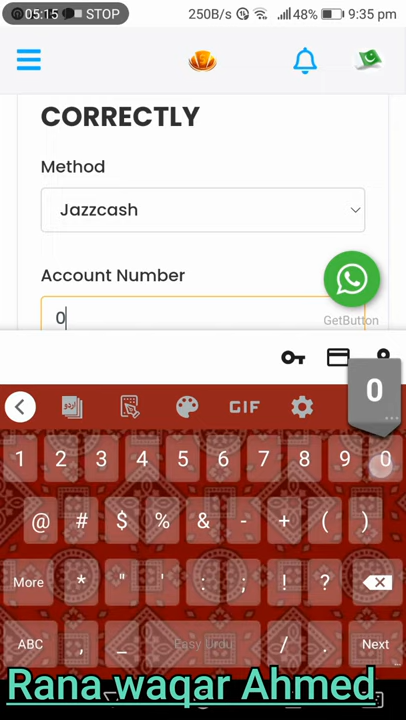 05:15 STOP 250B/s 48% 9:35 pm
CORRECTLY
Method
Jazzcash
Account Number
0
GetButton
0
اردو GIF
1 2 3 4 5 6 7 8 9 0
@ # $ % & - + ( )
More * " ' : ; ! ?
ABC , _ Easy Urdu / . Next
Rana waqar Ahmed